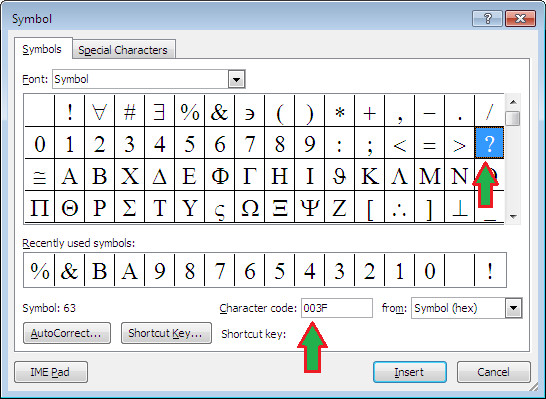 Symbol
Symbols Special Characters
Font: Symbol
! ∀ # ∃ % & ϶ ( ) * + , − . /
0 1 2 3 4 5 6 7 8 9 : ; < = > ?
≅ Α Β Χ Δ Ε Φ Γ Η Ι ϑ Κ Λ Μ Ν Ο
Π Θ Ρ Σ Τ Υ ς Ω Ξ Ψ Ζ [ ∴ ] ⊥ _
Recently used symbols:
% & B A 9 8 7 6 5 4 3 2 1 0 !
Symbol: 63 Character code: 003F from: Symbol (hex)
AutoCorrect... Shortcut Key... Shortcut key:
IME Pad Insert Cancel